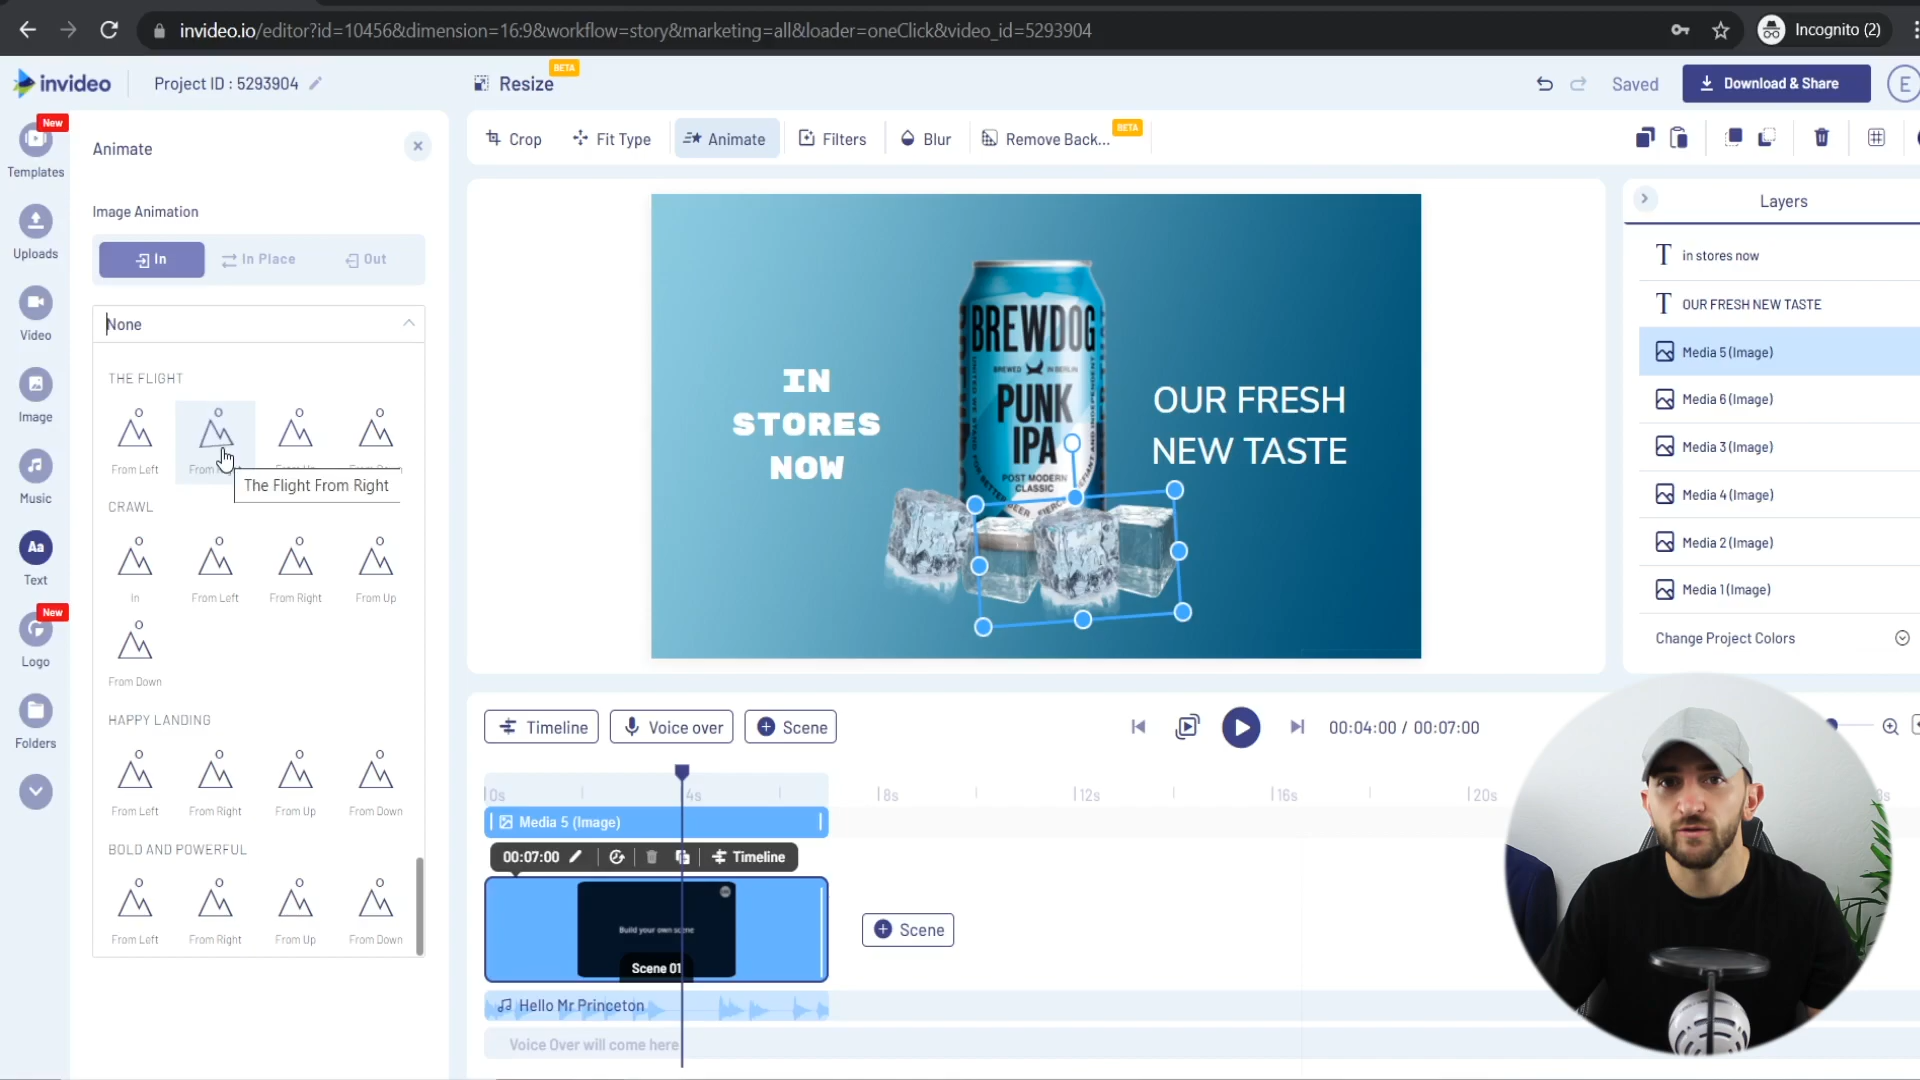 invideo.io/editor?id=10456&dimension=16:9&workflow=story&marketing=all&loader=oneClick&video_id=5293904
Incognito (2)
invideo
Project ID : 5293904
Resize
BETA
Saved
Download & Share
E
New
Templates
Uploads
Video
Image
Music
Aa
Text
New
Logo
Folders
Animate
Image Animation
In
In Place
Out
None
THE FLIGHT
From Left
The Flight From Right
CRAWL
In
From Left
From Right
From Up
From Down
HAPPY LANDING
From Left
From Right
From Up
From Down
BOLD AND POWERFUL
From Left
From Right
From Up
From Down
Crop
Fit Type
Animate
Filters
Blur
Remove Back...
BETA
IN
STORES
NOW
BREWDOG
BREWED IN BERLIN
PUNK
IPA
POST MODERN
CLASSIC
OUR FRESH
NEW TASTE
Layers
in stores now
OUR FRESH NEW TASTE
Media 5 (Image)
Media 6 (Image)
Media 3 (Image)
Media 4 (Image)
Media 2 (Image)
Media 1 (Image)
Change Project Colors
Timeline
Voice over
Scene
00:04:00 / 00:07:00
0s
4s
8s
12s
16s
20s
Media 5 (Image)
00:07:00
Timeline
Build your own scene
Scene 01
Scene
Hello Mr Princeton
Voice Over will come here